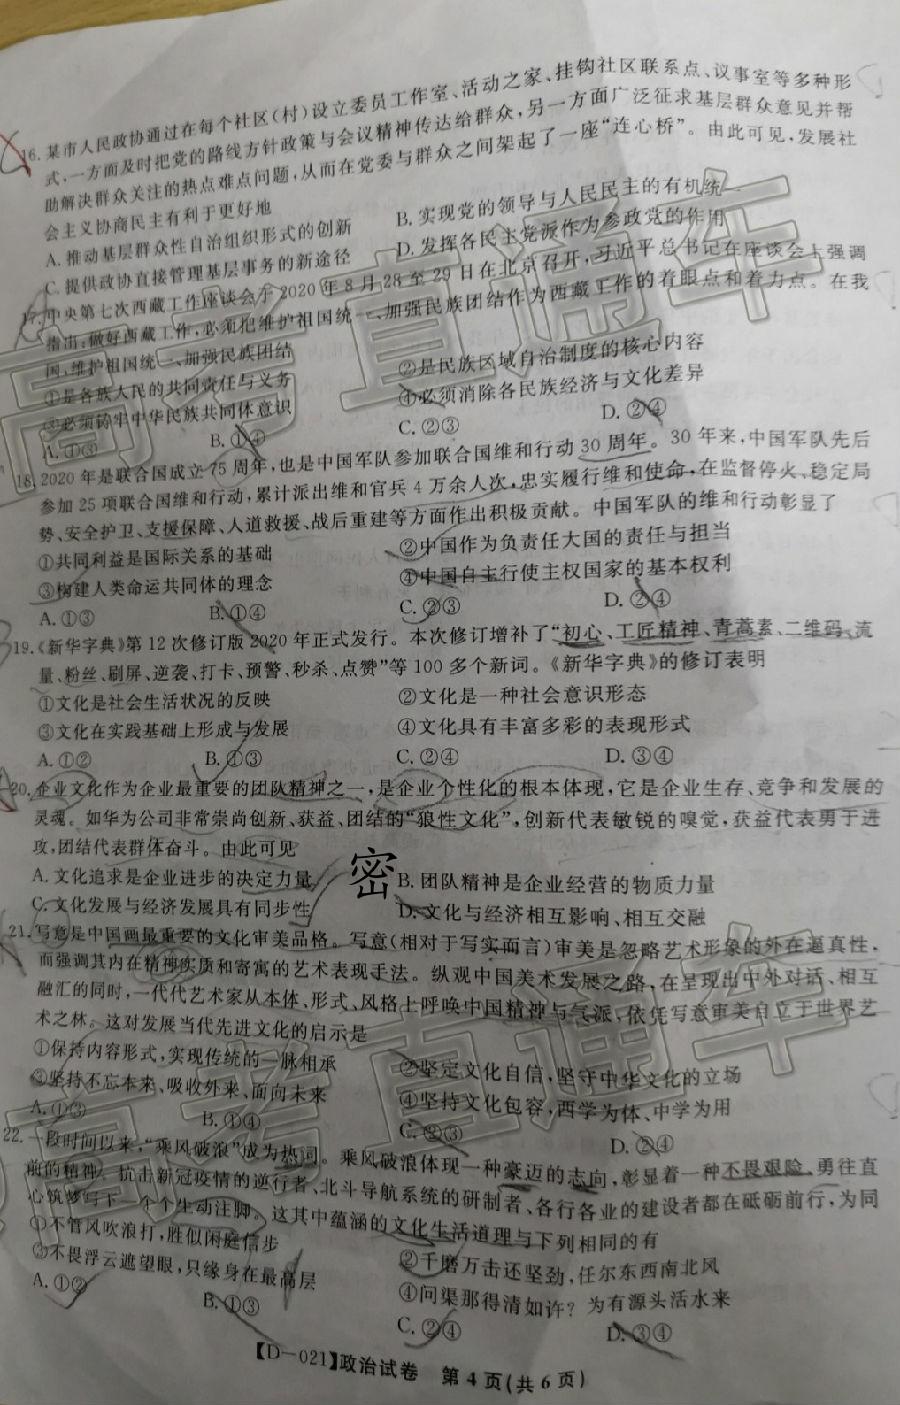 16.某市人民政协通过在每个社区(村)设立委员工作室、活动之家、挂钩社区联系点、议事室等多种形
式,一方面及时把党的路线方针政策与会议精神传达给群众,另一方面广泛征求基层群众意见并帮
助解决群众关注的热点难点问题,从而在党委与群众之间架起了一座“连心桥”。由此可见,发展社
会主义协商民主有利于更好地
A.推动基层群众性自治组织形式的创新 B.实现党的领导与人民民主的有机统一
C.提供政协直接管理基层事务的新途径 D.发挥各民主党派作为参政党的作用
17.中央第七次西藏工作座谈会于2020年8月28至29日在北京召开,习近平总书记在座谈会上强调
指出:做好西藏工作,必须把维护祖国统一、加强民族团结作为西藏工作的着眼点和着力点。在我
国,维护祖国统一、加强民族团结
①是各族人民的共同责任与义务 ②是民族区域自治制度的核心内容
③必须铸牢中华民族共同体意识 ④必须消除各民族经济与文化差异
A.①③ B.①④ C.②③ D.②④
18.2020年是联合国成立75周年,也是中国军队参加联合国维和行动30周年。30年来,中国军队先后
参加25项联合国维和行动,累计派出维和官兵4万余人次,忠实履行维和使命,在监督停火、稳定局
势、安全护卫、支援保障、人道救援、战后重建等方面作出积极贡献。中国军队的维和行动彰显了
①共同利益是国际关系的基础 ②中国作为负责任大国的责任与担当
③构建人类命运共同体的理念 ④中国自主行使主权国家的基本权利
A.①③ B.①④ C.②③ D.②④
19.《新华字典》第12次修订版2020年正式发行。本次修订增补了“初心、工匠精神、青蒿素、二维码、流
量、粉丝、刷屏、逆袭、打卡、预警、秒杀、点赞”等100多个新词。《新华字典》的修订表明
①文化是社会生活状况的反映 ②文化是一种社会意识形态
③文化在实践基础上形成与发展 ④文化具有丰富多彩的表现形式
A.①② B.①③ C.②④ D.③④
20.企业文化作为企业最重要的团队精神之一,是企业个性化的根本体现,它是企业生存、竞争和发展的
灵魂。如华为公司非常崇尚创新、获益、团结的“狼性文化”,创新代表敏锐的嗅觉,获益代表勇于进
攻,团结代表群体奋斗。由此可见
密
A.文化追求是企业进步的决定力量 B.团队精神是企业经营的物质力量
C.文化发展与经济发展具有同步性 D.文化与经济相互影响、相互交融
21.写意是中国画最重要的文化审美品格。写意(相对于写实而言)审美是忽略艺术形象的外在逼真性,
而强调其内在精神实质和寄寓的艺术表现手法。纵观中国美术发展之路,在呈现出中外对话、相互
融汇的同时,一代代艺术家从本体、形式、风格上呼唤中国精神与气派,依凭写意审美自立于世界艺
术之林。这对发展当代先进文化的启示是
①保持内容形式,实现传统的一脉相承 ②坚定文化自信,坚守中华文化的立场
③坚持不忘本来、吸收外来、面向未来 ④坚持文化包容,西学为体、中学为用
A.①③ B.①④ C.②③ D.②④
22.一段时间以来,“乘风破浪”成为热词。乘风破浪体现一种豪迈的志向,彰显着一种不畏艰险、勇往直
前的精神。抗击新冠疫情的逆行者、北斗导航系统的研制者、各行各业的建设者都在砥砺前行,为同
心筑梦写下一个个生动注脚。这其中蕴涵的文化生活道理与下列相同的有
①不管风吹浪打,胜似闲庭信步 ②千磨万击还坚劲,任尔东西南北风
③不畏浮云遮望眼,只缘身在最高层 ④问渠那得清如许?为有源头活水来
A.①② B.①③ C.②④ D.③④
【D-021】政治试卷 第4页(共6页)
高考直通车
高考直通车